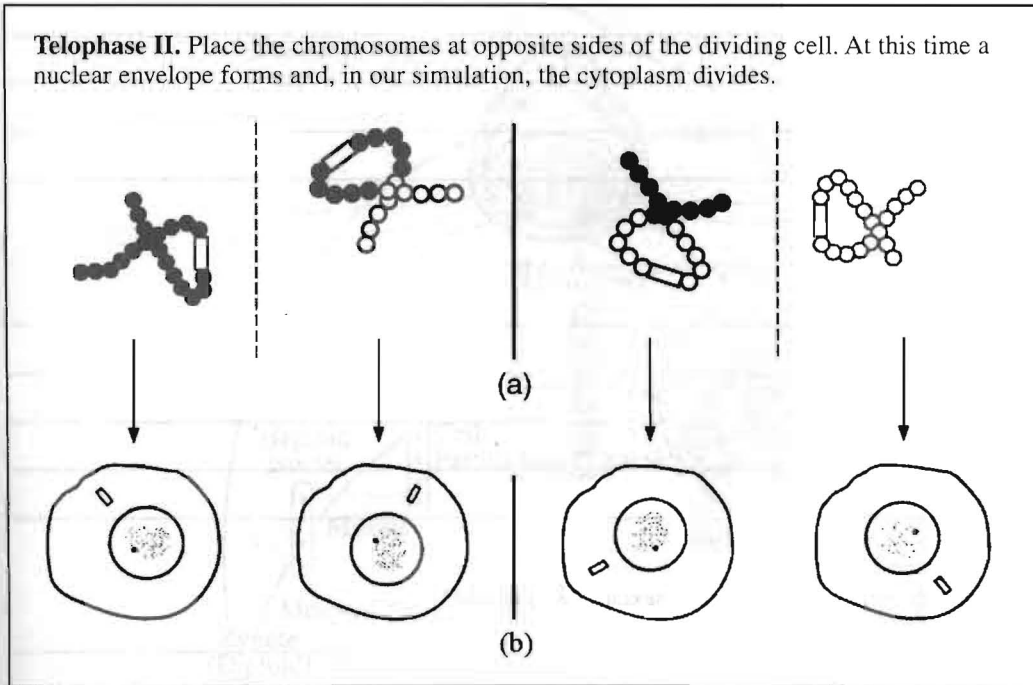 Telophase II. Place the chromosomes at opposite sides of the dividing cell. At this time a
nuclear envelope forms and, in our simulation, the cytoplasm divides.
(a)
(b)